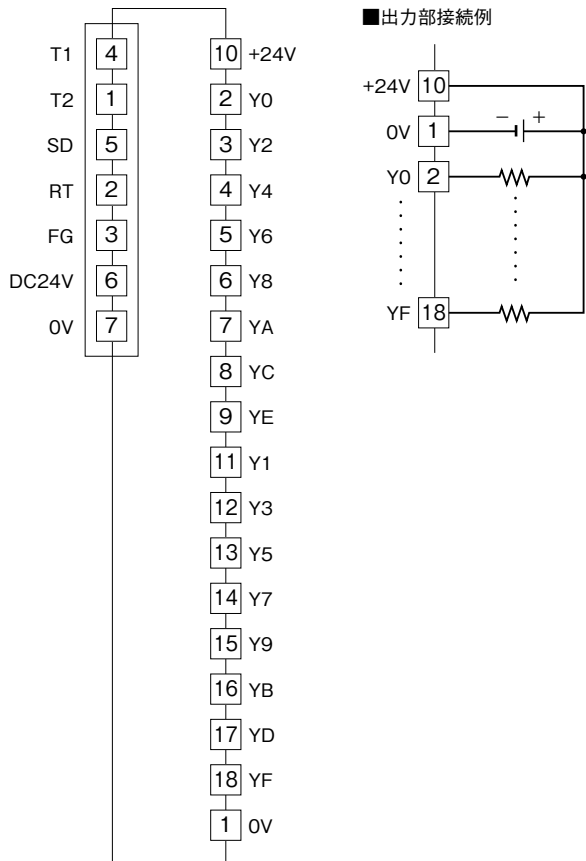 ■出力部接続例
T1 4 10 +24V
T2 1 2 Y0
SD 5 3 Y2
RT 2 4 Y4
FG 3 5 Y6
DC24V 6 6 Y8
0V 7 7 YA
8 YC
9 YE
11 Y1
12 Y3
13 Y5
14 Y7
15 Y9
16 YB
17 YD
18 YF
1 0V
+24V 10
0V 1 − +
Y0 2
YF 18